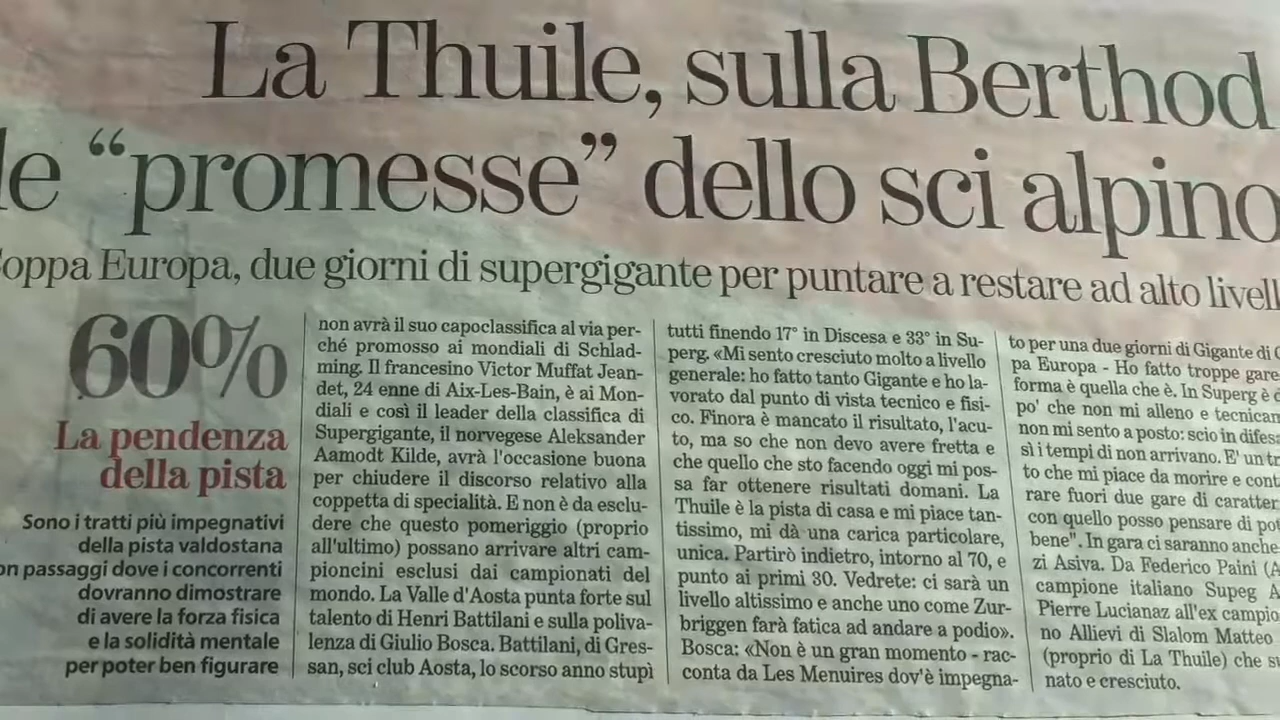 La Thuile, sulla Berthod
le “promesse” dello sci alpino
oppa Europa, due giorni di supergigante per puntare a restare ad alto livell
60%
La pendenza
della pista
Sono i tratti più impegnativi
della pista valdostana
on passaggi dove i concorrenti
dovranno dimostrare
di avere la forza fisica
e la solidità mentale
per poter ben figurare
non avrà il suo capoclassifica al via per-
ché promosso ai mondiali di Schlad-
ming. Il francesino Victor Muffat Jean-
det, 24 enne di Aix-Les-Bain, è ai Mon-
diali e così il leader della classifica di
Supergigante, il norvegese Aleksander
Aamodt Kilde, avrà l'occasione buona
per chiudere il discorso relativo alla
coppetta di specialità. E non è da esclu-
dere che questo pomeriggio (proprio
all'ultimo) possano arrivare altri cam-
pioncini esclusi dai campionati del
mondo. La Valle d'Aosta punta forte sul
talento di Henri Battilani e sulla poliva-
lenza di Giulio Bosca. Battilani, di Gres-
san, sci club Aosta, lo scorso anno stupì
tutti finendo 17° in Discesa e 33° in Su-
perg. «Mi sento cresciuto molto a livello
generale: ho fatto tanto Gigante e ho la-
vorato dal punto di vista tecnico e fisi-
co. Finora è mancato il risultato, l'acu-
to, ma so che non devo avere fretta e
che quello che sto facendo oggi mi pos-
sa far ottenere risultati domani. La
Thuile è la pista di casa e mi piace tan-
tissimo, mi dà una carica particolare,
unica. Partirò indietro, intorno al 70, e
punto ai primi 30. Vedrete: ci sarà un
livello altissimo e anche uno come Zur-
briggen farà fatica ad andare a podio».
Bosca: «Non è un gran momento - rac-
conta da Les Menuires dov'è impegna-
to per una due giorni di Gigante di
pa Europa - Ho fatto troppe gare
forma è quella che è. In Superg è
po' che non mi alleno e tecnicam
non mi sento a posto: scio in difesa
sì i tempi di non arrivano. E' un tr
to che mi piace da morire e cont
rare fuori due gare di caratter
con quello posso pensare di pot
bene". In gara ci saranno anche
zi Asiva. Da Federico Paini (A
campione italiano Supeg A
Pierre Lucianaz all'ex campio
no Allievi di Slalom Matteo
(proprio di La Thuile) che su
nato e cresciuto.